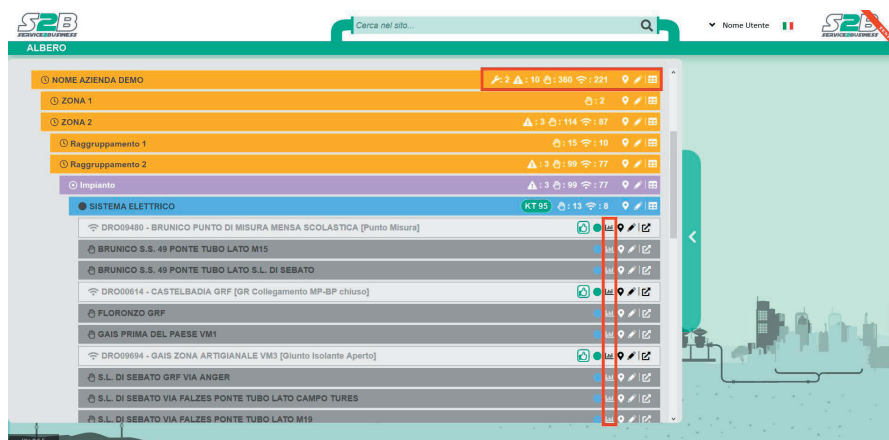 S2B
SERVICE2BUSINESS
Cerca nel sito...
Nome Utente
S2B
SERVICE2BUSINESS
ALBERO
NOME AZIENDA DEMO : 2 : 10 : 360 : 221
ZONA 1 : 2
ZONA 2 : 3 : 114 : 87
Raggruppamento 1 : 15 : 10
Raggruppamento 2 : 3 : 99 : 77
Impianto : 3 : 99 : 77
SISTEMA ELETTRICO KT 95 : 13 : 8
DRO09480 - BRUNICO PUNTO DI MISURA MENSA SCOLASTICA [Punto Misura]
BRUNICO S.S. 49 PONTE TUBO LATO M15
BRUNICO S.S. 49 PONTE TUBO LATO S.L. DI SEBATO
DRO00614 - CASTELBADIA GRF [GR Collegamento MP-BP chiuso]
FLORONZO GRF
GAIS PRIMA DEL PAESE VM1
DRO09694 - GAIS ZONA ARTIGIANALE VM3 [Giunto Isolante Aperto]
S.L. DI SEBATO GRF VIA ANGER
S.L. DI SEBATO VIA FALZES PONTE TUBO LATO CAMPO TURES
S.L. DI SEBATO VIA FALZES PONTE TUBO LATO M19